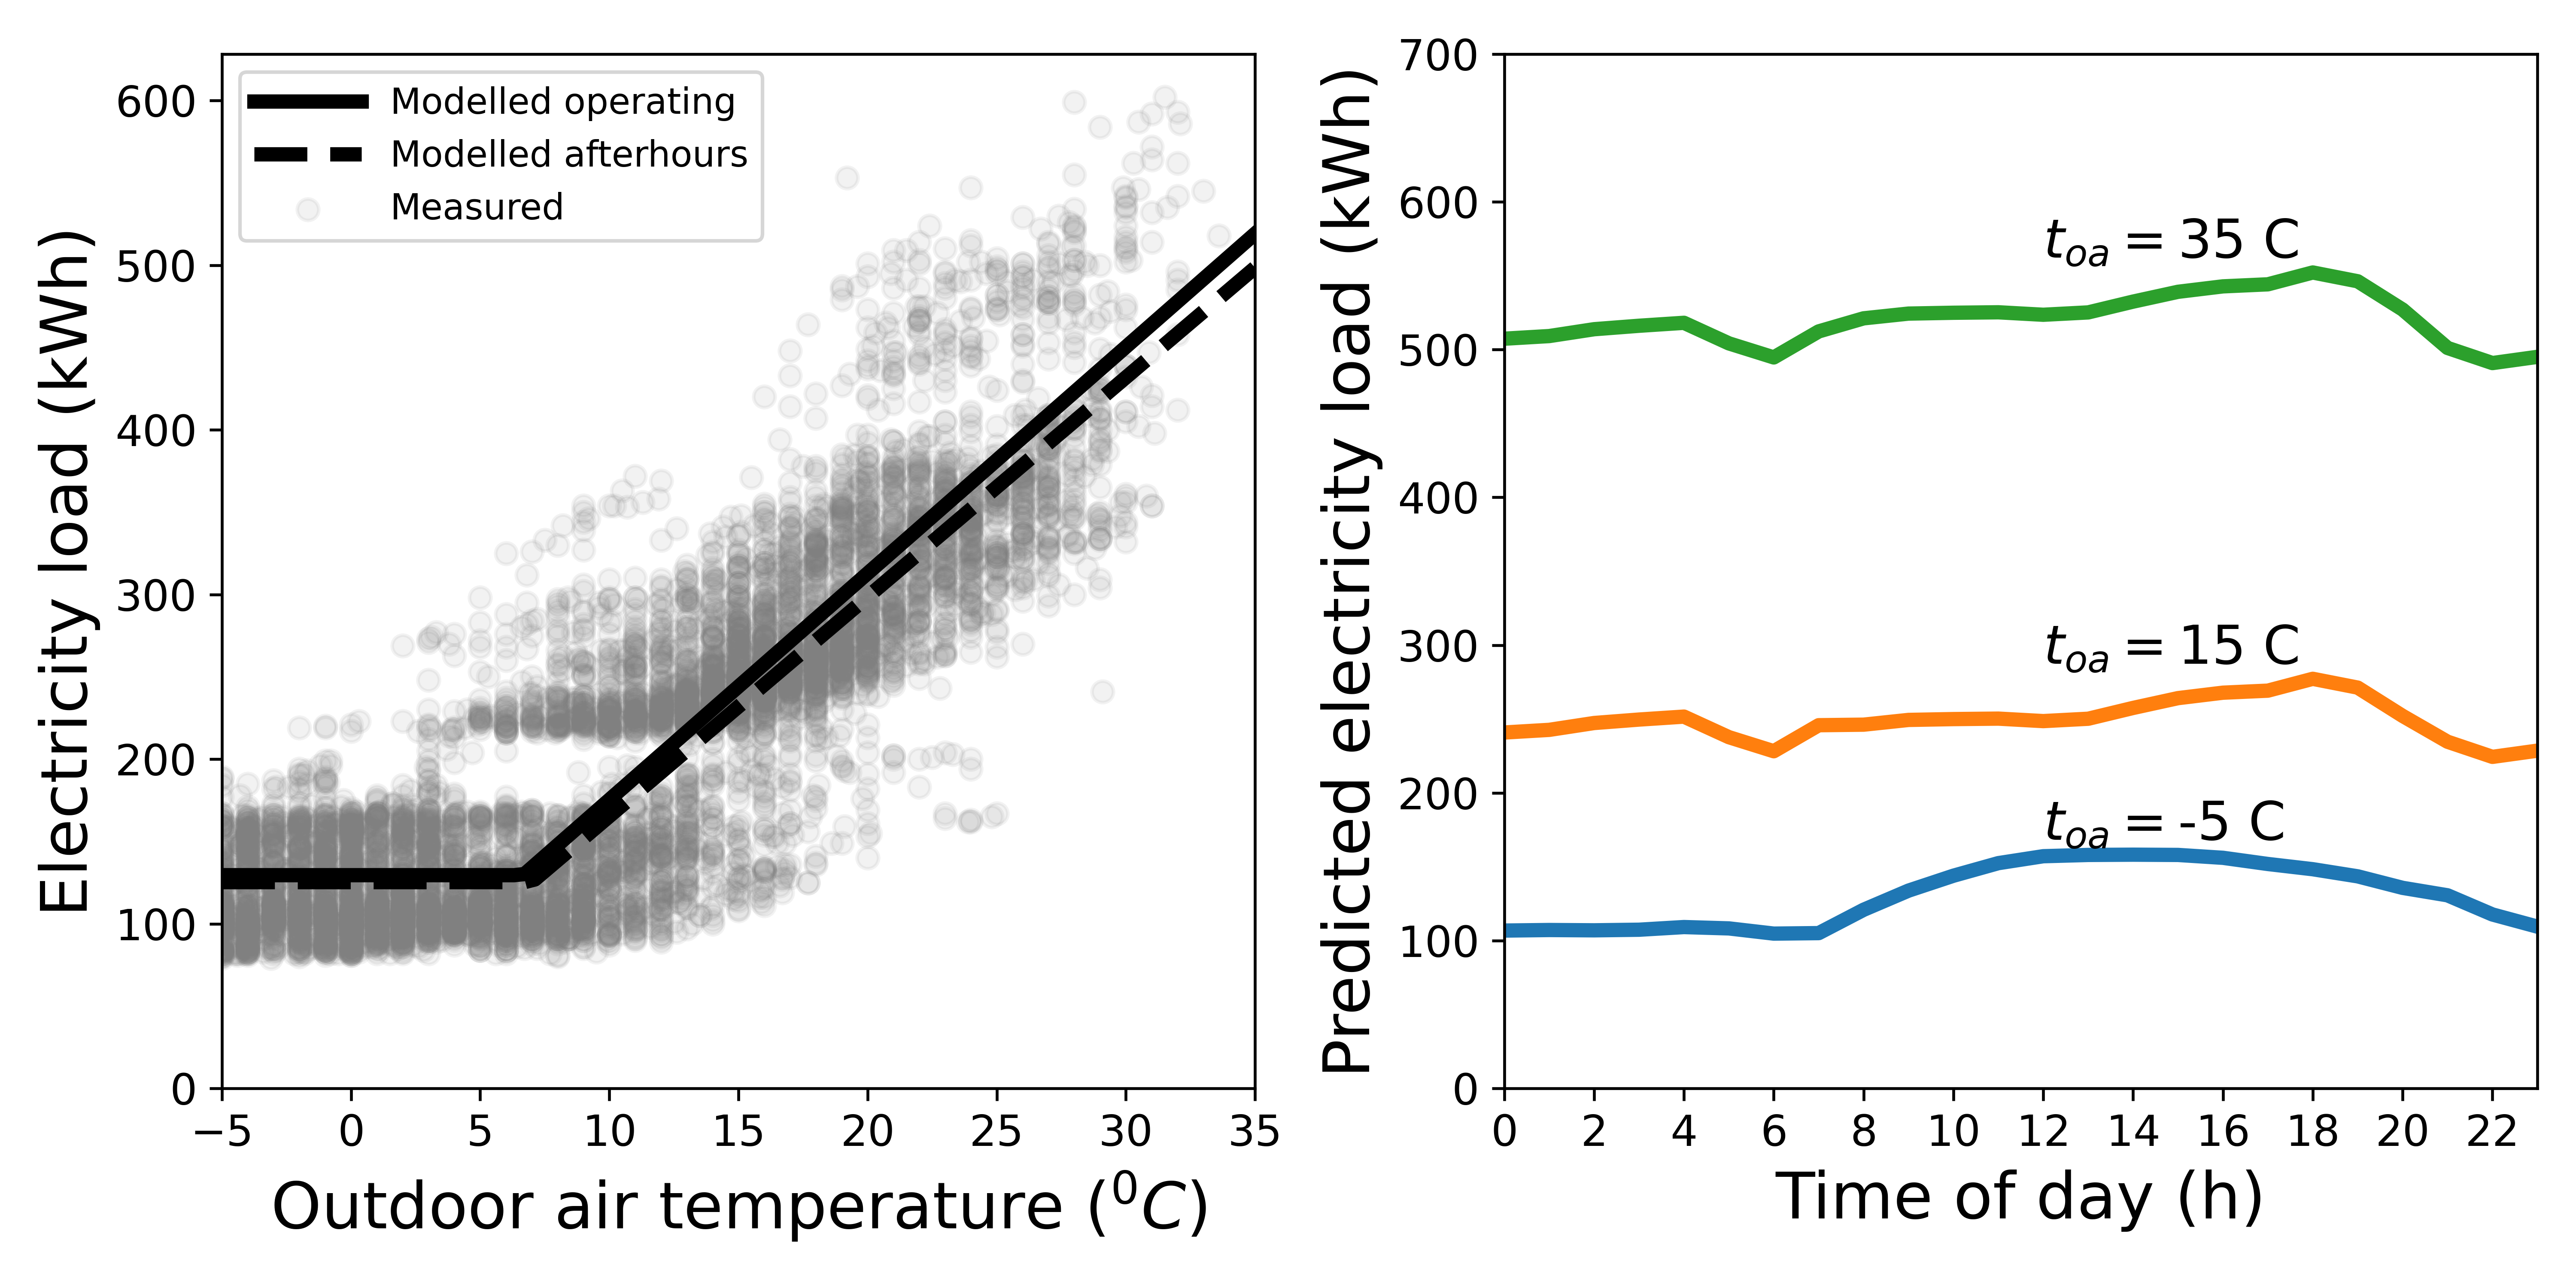 Electricity load (kWh)
600
500
400
300
200
100
0
Modelled operating
Modelled afterhours
Measured
−5 0 5 10 15 20 25 30 35
Outdoor air temperature (⁰C)
Predicted electricity load (kWh)
700
600
500
400
300
200
100
0
tₒₐ = 35 C
tₒₐ = 15 C
tₒₐ = -5 C
0 2 4 6 8 10 12 14 16 18 20 22
Time of day (h)